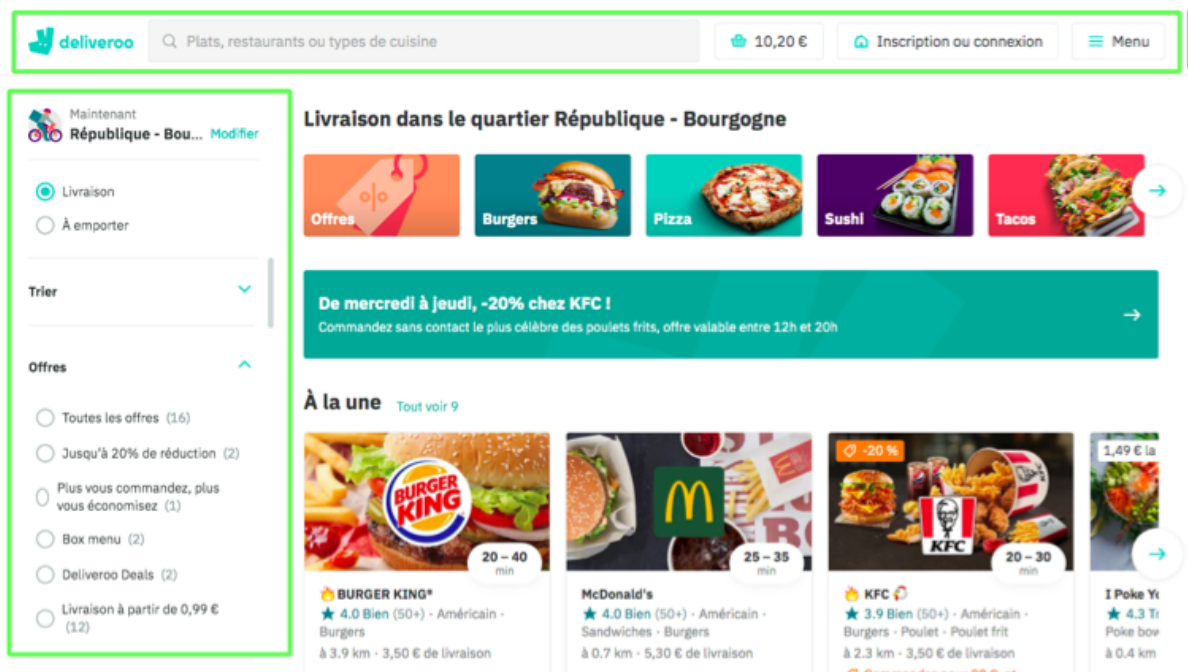 deliveroo
Plats, restaurants ou types de cuisine
10,20 €
Inscription ou connexion
Menu
Maintenant
République - Bou... Modifier
Livraison
À emporter
Trier
Offres
Toutes les offres (16)
Jusqu'à 20% de réduction (2)
Plus vous commandez, plus
vous économisez (1)
Box menu (2)
Deliveroo Deals (2)
Livraison à partir de 0,99 €
(12)
Livraison dans le quartier République - Bourgogne
Offres
Burgers
Pizza
Sushi
Tacos
De mercredi à jeudi, -20% chez KFC !
Commandez sans contact le plus célèbre des poulets frits, offre valable entre 12h et 20h
À la une Tout voir 9
BURGER KING
20 – 40
min
BURGER KING®
4.0 Bien (50+) · Américain ·
Burgers
à 3.9 km · 3,50 € de livraison
25 – 35
min
McDonald's
4.0 Bien (50+) · Américain ·
Sandwiches · Burgers
à 0.7 km · 5,30 € de livraison
-20 %
KFC
20 – 30
min
KFC
3.9 Bien (50+) · Américain ·
Burgers · Poulet · Poulet frit
à 2.3 km · 3,50 € de livraison
1,49 € la
I Poke Yo
4.3 Tr
Poke bow
à 0.4 km